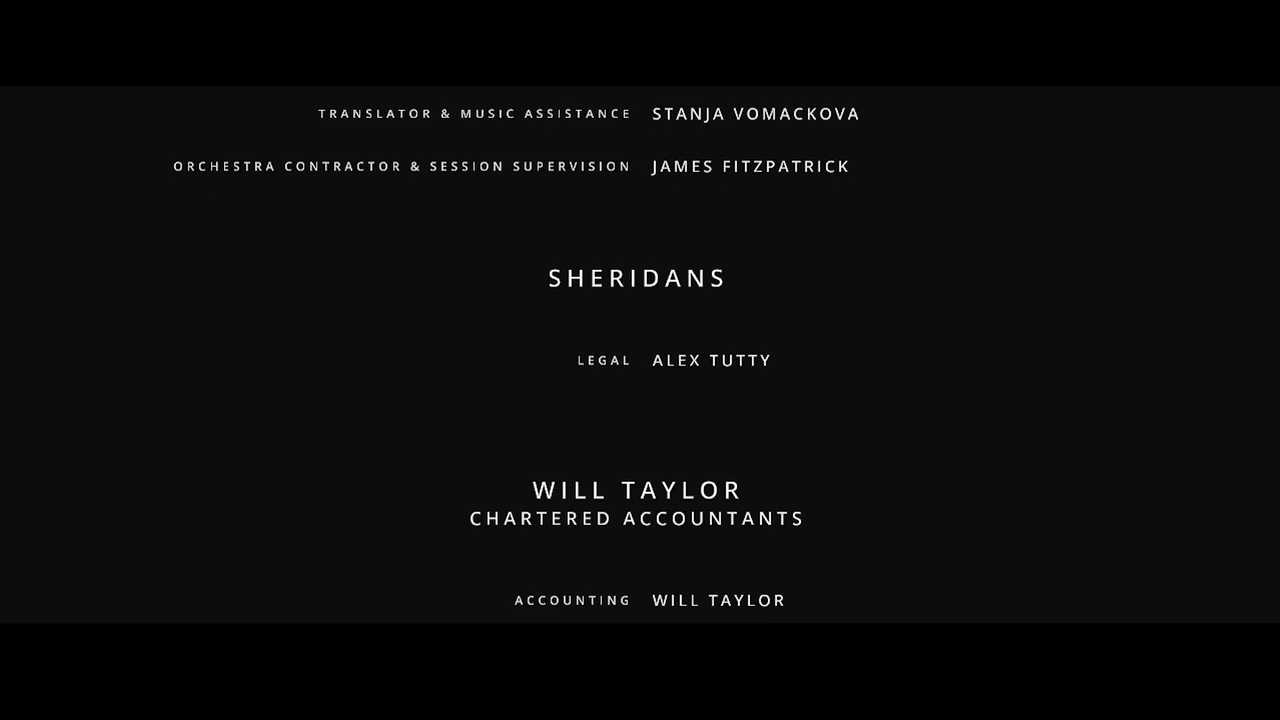 TRANSLATOR & MUSIC ASSISTANCE STANJA VOMACKOVA
ORCHESTRA CONTRACTOR & SESSION SUPERVISION JAMES FITZPATRICK
SHERIDANS
LEGAL ALEX TUTTY
WILL TAYLOR
CHARTERED ACCOUNTANTS
ACCOUNTING WILL TAYLOR